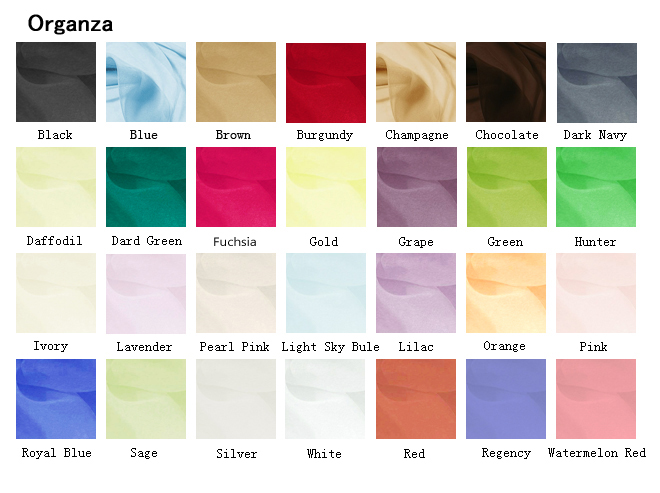 Organza
Black Blue Brown Burgundy Champagne Chocolate Dark Navy
Daffodil Dard Green Fuchsia Gold Grape Green Hunter
Ivory Lavender Pearl Pink Light Sky Bule Lilac Orange Pink
Royal Blue Sage Silver White Red Regency Watermelon Red